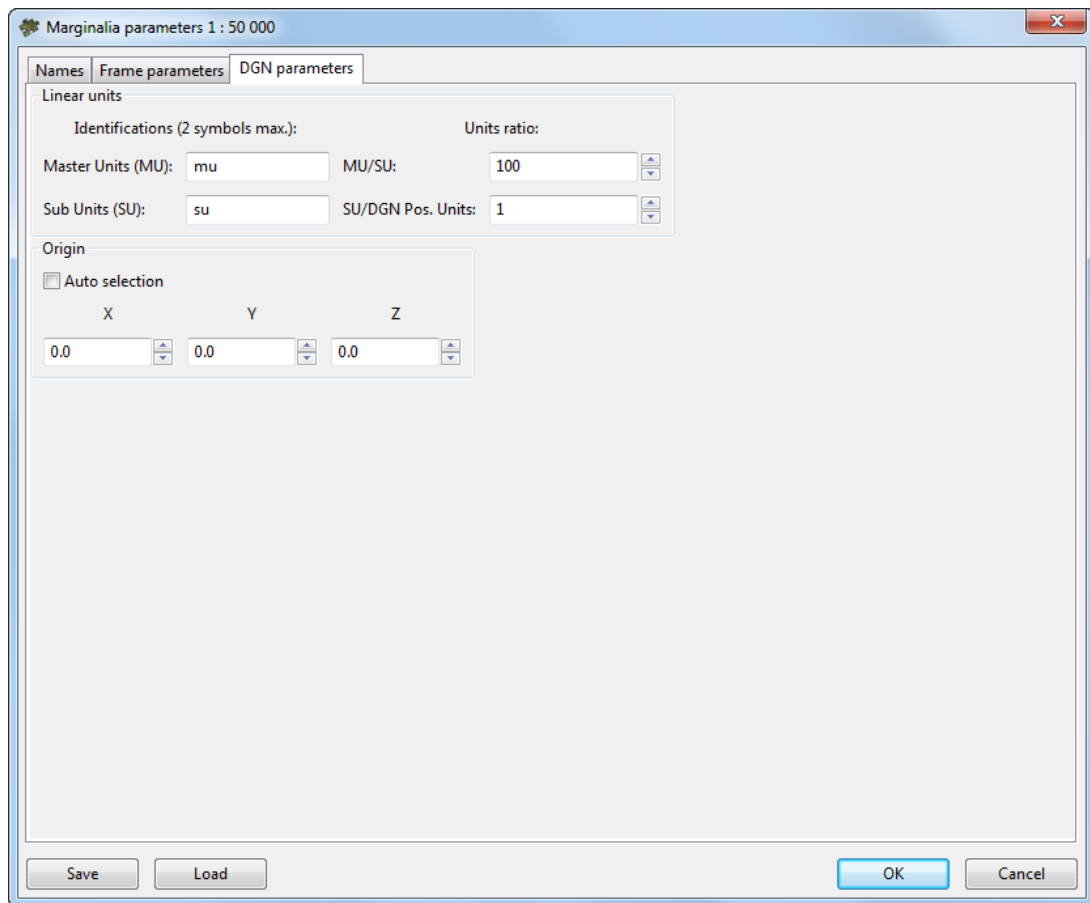 Marginalia parameters 1 : 50 000
Names Frame parameters DGN parameters
Linear units
Identifications (2 symbols max.): Units ratio:
Master Units (MU): mu MU/SU: 100
Sub Units (SU): su SU/DGN Pos. Units: 1
Origin
Auto selection
X Y Z
0.0 0.0 0.0
Save Load OK Cancel